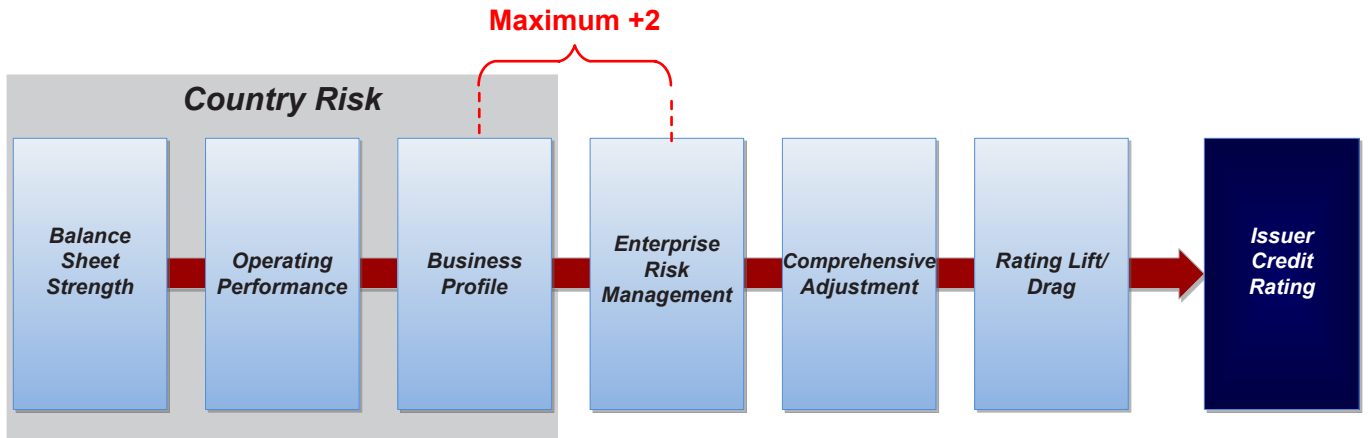 Maximum +2
Country Risk
Balance
Sheet
Strength
Operating
Performance
Business
Profile
Enterprise
Risk
Management
Comprehensive
Adjustment
Rating Lift/
Drag
Issuer
Credit
Rating